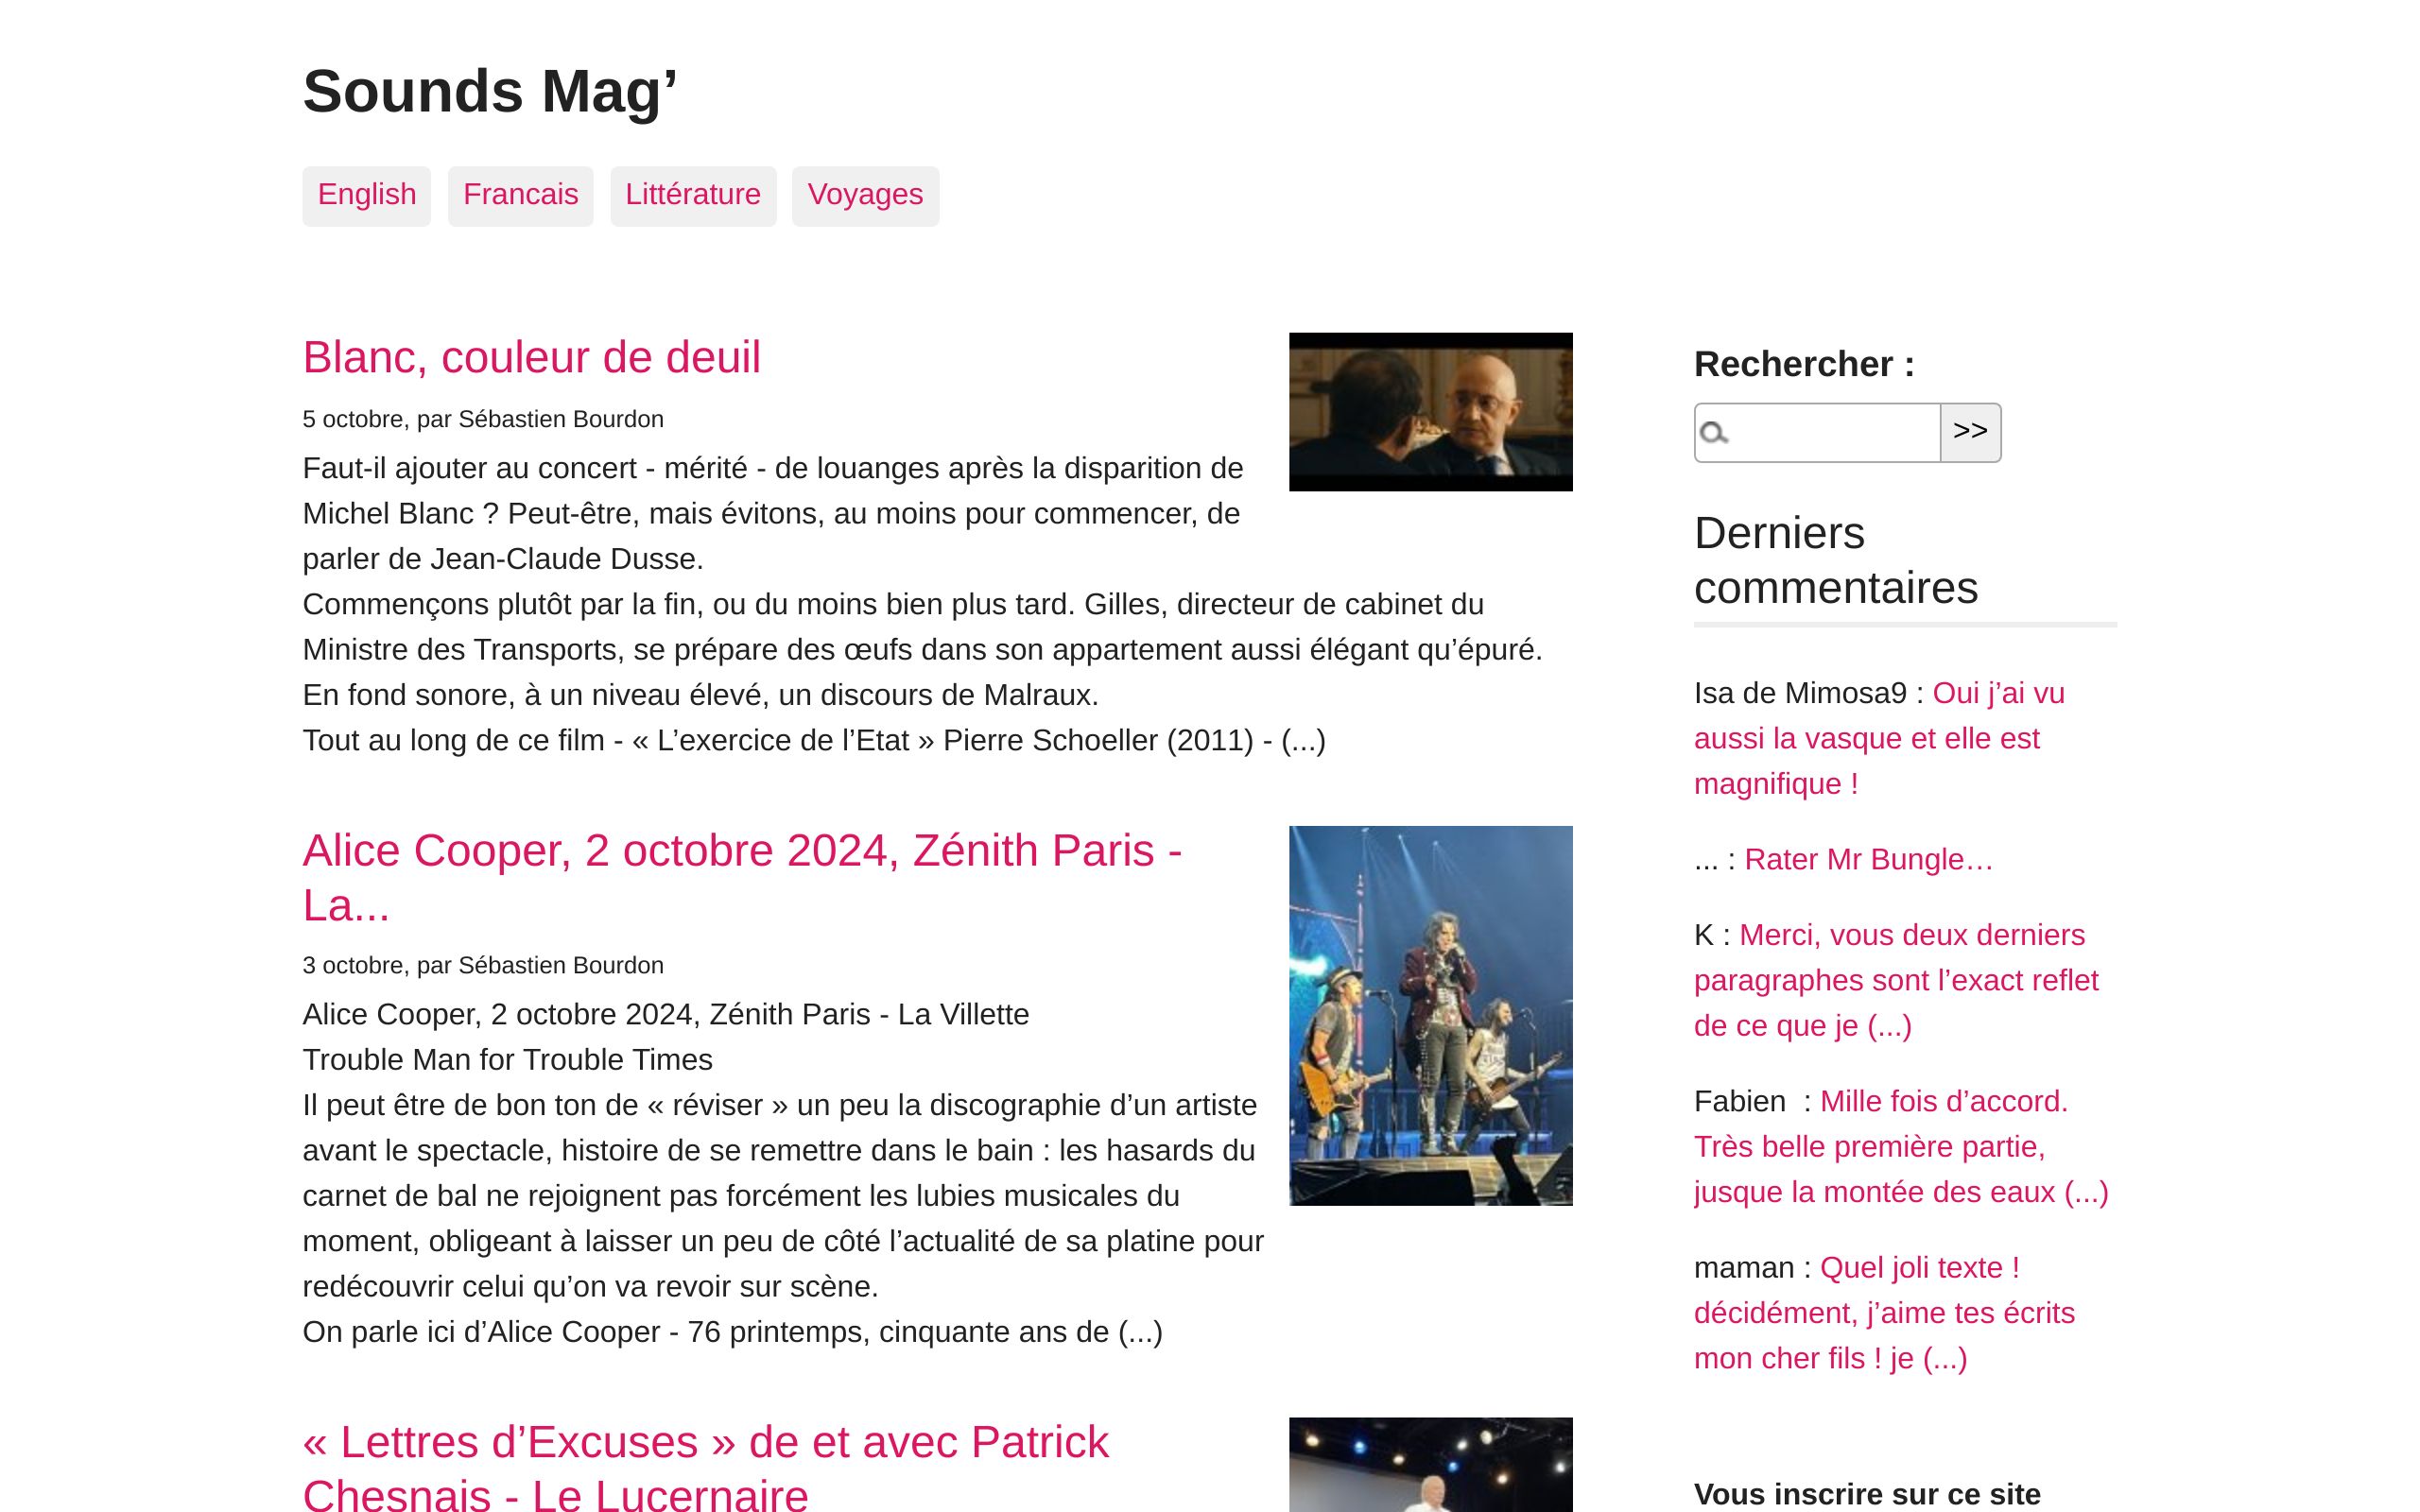 Sounds Mag’
English
Francais
Littérature
Voyages
Blanc, couleur de deuil
5 octobre, par Sébastien Bourdon
Faut-il ajouter au concert - mérité - de louanges après la disparition de
Michel Blanc ? Peut-être, mais évitons, au moins pour commencer, de
parler de Jean-Claude Dusse.
Commençons plutôt par la fin, ou du moins bien plus tard. Gilles, directeur de cabinet du
Ministre des Transports, se prépare des œufs dans son appartement aussi élégant qu’épuré.
En fond sonore, à un niveau élevé, un discours de Malraux.
Tout au long de ce film - « L’exercice de l’Etat » Pierre Schoeller (2011) - (...)
Alice Cooper, 2 octobre 2024, Zénith Paris -
La...
3 octobre, par Sébastien Bourdon
Alice Cooper, 2 octobre 2024, Zénith Paris - La Villette
Trouble Man for Trouble Times
Il peut être de bon ton de « réviser » un peu la discographie d’un artiste
avant le spectacle, histoire de se remettre dans le bain : les hasards du
carnet de bal ne rejoignent pas forcément les lubies musicales du
moment, obligeant à laisser un peu de côté l’actualité de sa platine pour
redécouvrir celui qu’on va revoir sur scène.
On parle ici d’Alice Cooper - 76 printemps, cinquante ans de (...)
« Lettres d’Excuses » de et avec Patrick
Chesnais - Le Lucernaire
Rechercher :
>>
Derniers
commentaires
Isa de Mimosa9 : Oui j’ai vu
aussi la vasque et elle est
magnifique !
... : Rater Mr Bungle…
K : Merci, vous deux derniers
paragraphes sont l’exact reflet
de ce que je (...)
Fabien  : Mille fois d’accord.
Très belle première partie,
jusque la montée des eaux (...)
maman : Quel joli texte !
décidément, j’aime tes écrits
mon cher fils ! je (...)
Vous inscrire sur ce site